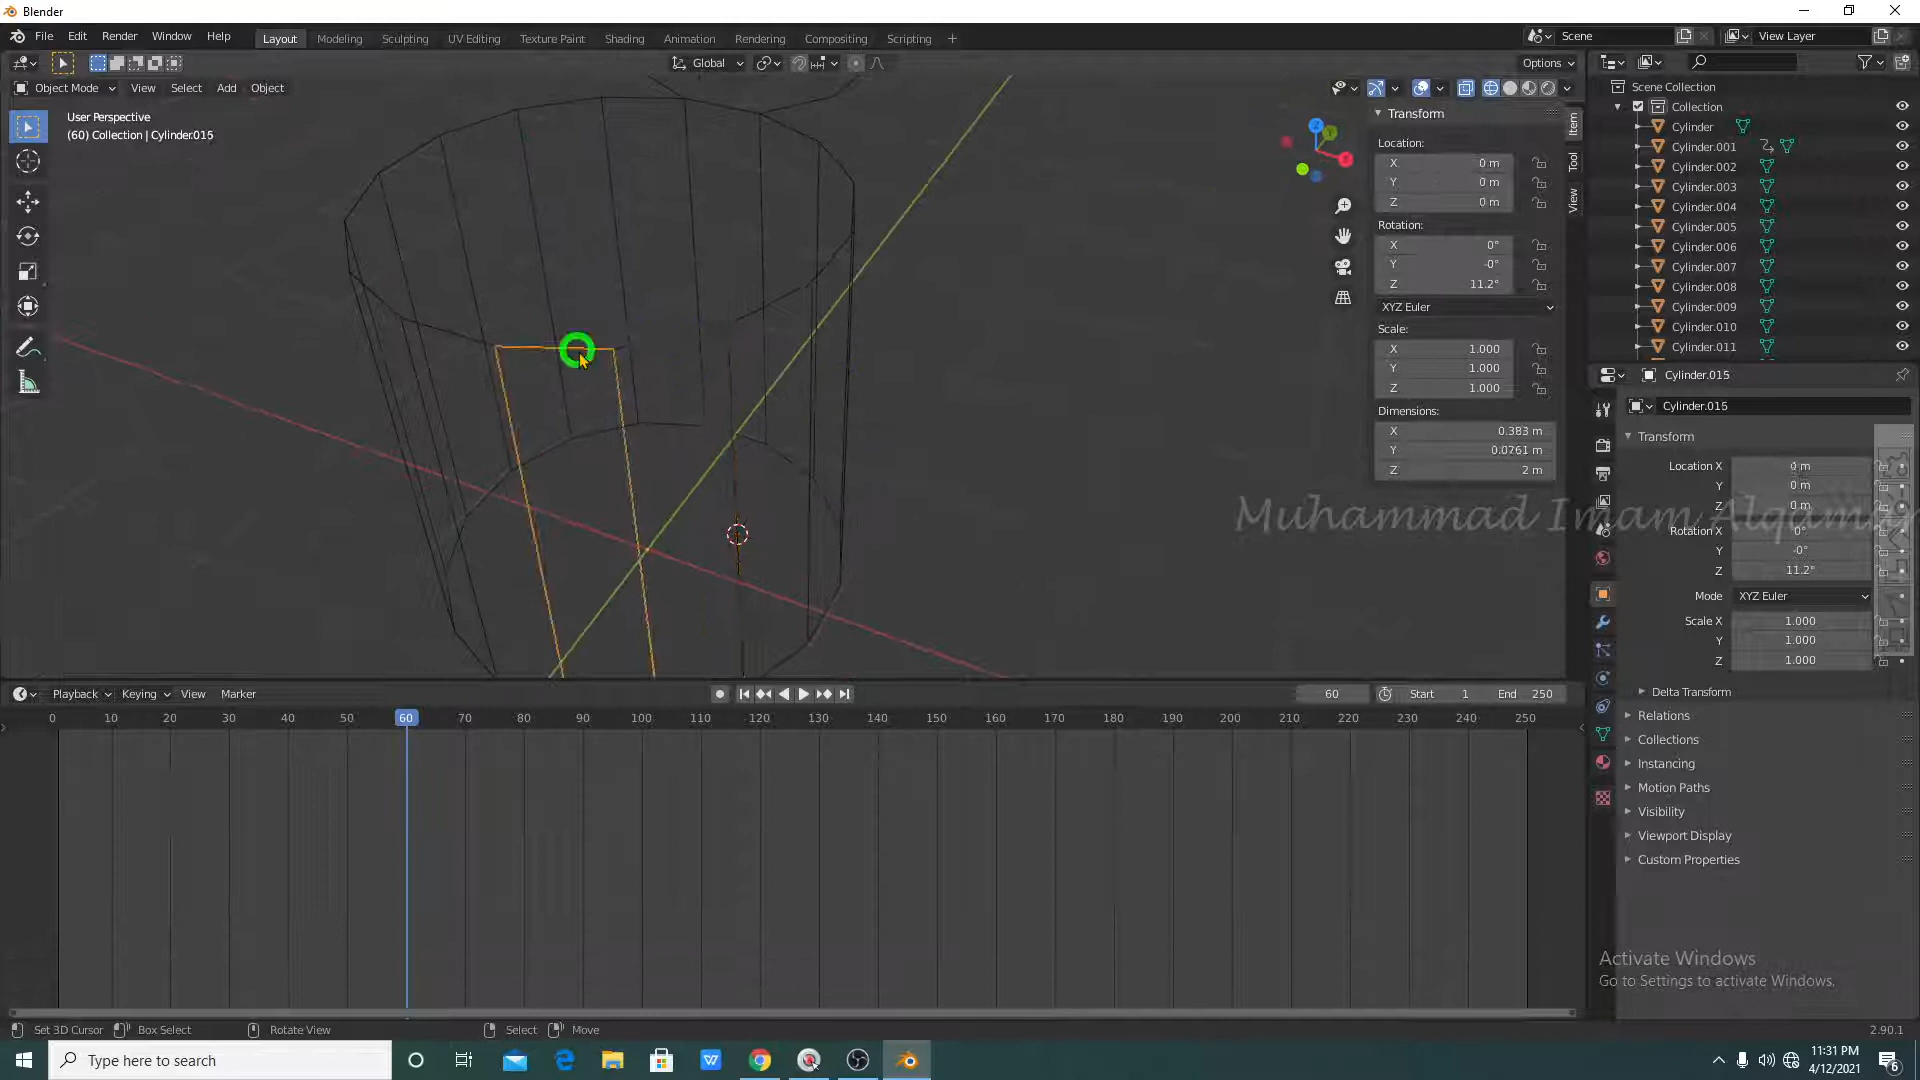 Blender
File Edit Render Window Help Layout Modeling Sculpting UV Editing Texture Paint Shading Animation Rendering Compositing Scripting + Scene View Layer
Global Options
Object Mode View Select Add Object
User Perspective
(60) Collection | Cylinder.015
Transform
Location:
X 0 m
Y 0 m
Z 0 m
Rotation:
X 0°
Y -0°
Z 11.2°
XYZ Euler
Scale:
X 1.000
Y 1.000
Z 1.000
Dimensions:
X 0.383 m
Y 0.0761 m
Z 2 m
Item
Tool
View
Scene Collection
Collection
Cylinder
Cylinder.001
Cylinder.002
Cylinder.003
Cylinder.004
Cylinder.005
Cylinder.006
Cylinder.007
Cylinder.008
Cylinder.009
Cylinder.010
Cylinder.011
Cylinder.015
Cylinder.015
Transform
Location X 0 m
Y 0 m
Z 0 m
Rotation X 0°
Y -0°
Z 11.2°
Mode XYZ Euler
Scale X 1.000
Y 1.000
Z 1.000
Delta Transform
Relations
Collections
Instancing
Motion Paths
Visibility
Viewport Display
Custom Properties
Muhammad Imam Alqama
Playback Keying View Marker 60 Start 1 End 250
0 10 20 30 40 50 60 70 80 90 100 110 120 130 140 150 160 170 180 190 200 210 220 230 240 250
Activate Windows
Go to Settings to activate Windows.
Set 3D Cursor Box Select Rotate View Select Move 2.90.1
Type here to search
11:31 PM
4/12/2021
6